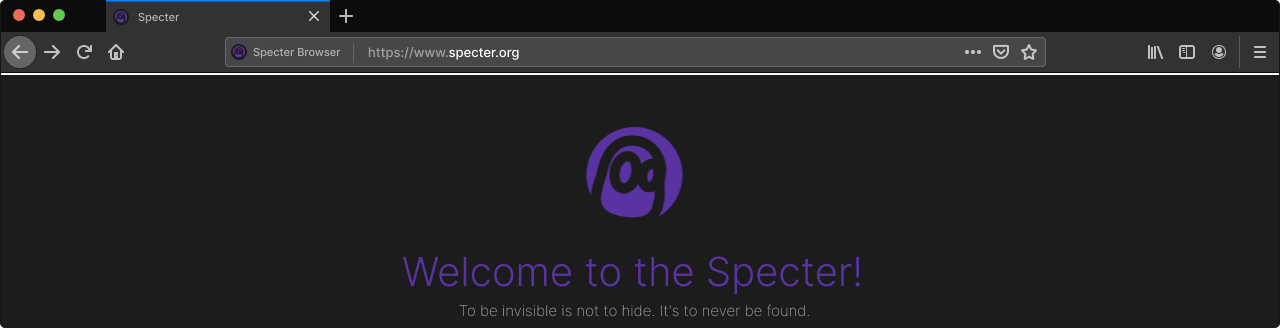 Specter
Specter Browser
https://www.specter.org
Welcome to the Specter!
To be invisible is not to hide. It's to never be found.